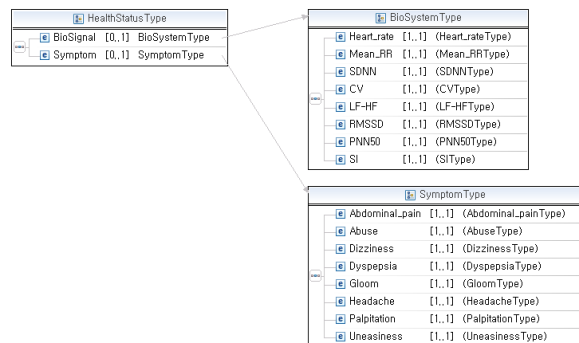 HealthStatusType
BioSignal [0..1] BioSystemType
Symptom [0..1] SymptomType
BioSystemType
Heart_rate [1..1] (Heart_rateType)
Mean_RR [1..1] (Mean_RRType)
SDNN [1..1] (SDNNType)
CV [1..1] (CVType)
LF-HF [1..1] (LF-HFType)
RMSSD [1..1] (RMSSDType)
PNN50 [1..1] (PNN50Type)
SI [1..1] (SIType)
SymptomType
Abdominal_pain [1..1] (Abdominal_painType)
Abuse [1..1] (AbuseType)
Dizziness [1..1] (DizzinessType)
Dyspepsia [1..1] (DyspepsiaType)
Gloom [1..1] (GloomType)
Headache [1..1] (HeadacheType)
Palpitation [1..1] (PalpitationType)
Uneasiness [1..1] (UneasinessType)